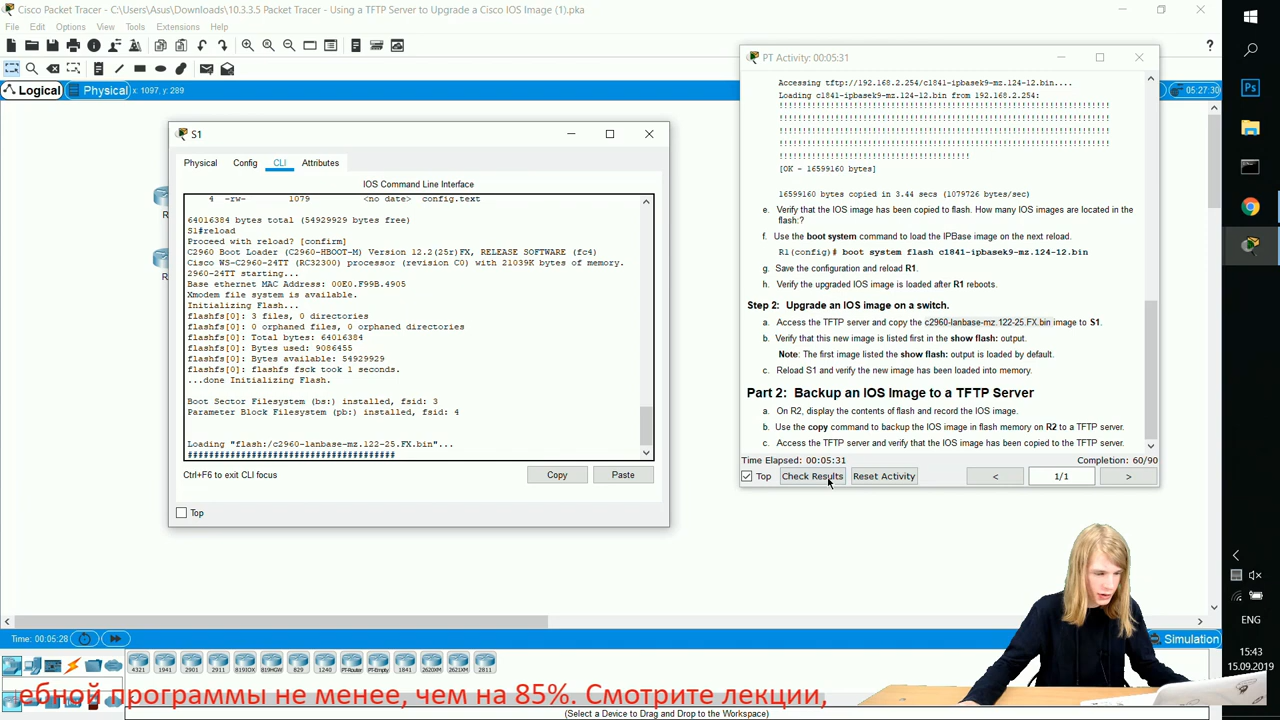 Cisco Packet Tracer - C:\Users\Asus\Downloads\10.3.3.5 Packet Tracer - Using a TFTP Server to Upgrade a Cisco IOS Image (1).pka
File Edit Options View Tools Extensions Help
Logical Physical x: 1097, y: 289
05:27:30
S1
Physical Config CLI Attributes
IOS Command Line Interface
4 -rw- 1079 <no date> config.text
64016384 bytes total (54929929 bytes free)
S1#reload
Proceed with reload? [confirm]
C2960 Boot Loader (C2960-HBOOT-M) Version 12.2(25r)FX, RELEASE SOFTWARE (fc4)
Cisco WS-C2960-24TT (RC32300) processor (revision C0) with 21039K bytes of memory.
2960-24TT starting...
Base ethernet MAC Address: 00E0.F99B.4905
Xmodem file system is available.
Initializing Flash...
flashfs[0]: 3 files, 0 directories
flashfs[0]: 0 orphaned files, 0 orphaned directories
flashfs[0]: Total bytes: 64016384
flashfs[0]: Bytes used: 9086455
flashfs[0]: Bytes available: 54929929
flashfs[0]: flashfs fsck took 1 seconds.
...done Initializing Flash.
Boot Sector Filesystem (bs:) installed, fsid: 3
Parameter Block Filesystem (pb:) installed, fsid: 4
Loading "flash:/c2960-lanbase-mz.122-25.FX.bin"...
Ctrl+F6 to exit CLI focus
Copy Paste
Top
PT Activity: 00:05:31
Accessing tftp://192.168.2.254/c1841-ipbasek9-mz.124-12.bin....
Loading c1841-ipbasek9-mz.124-12.bin from 192.168.2.254:
[OK - 16599160 bytes]
16599160 bytes copied in 3.44 secs (1079726 bytes/sec)
e. Verify that the IOS image has been copied to flash. How many IOS images are located in the
flash:?
f. Use the boot system command to load the IPBase image on the next reload.
R1(config)# boot system flash c1841-ipbasek9-mz.124-12.bin
g. Save the configuration and reload R1.
h. Verify the upgraded IOS image is loaded after R1 reboots.
Step 2: Upgrade an IOS image on a switch.
a. Access the TFTP server and copy the c2960-lanbase-mz.122-25.FX.bin image to S1.
b. Verify that this new image is listed first in the show flash: output.
Note: The first image listed the show flash: output is loaded by default.
c. Reload S1 and verify the new image has been loaded into memory.
Part 2: Backup an IOS Image to a TFTP Server
a. On R2, display the contents of flash and record the IOS image.
b. Use the copy command to backup the IOS image in flash memory on R2 to a TFTP server.
c. Access the TFTP server and verify that the IOS image has been copied to the TFTP server.
Time Elapsed: 00:05:31 Completion: 60/90
Top Check Results Reset Activity < 1/1 >
Time: 00:05:28
Simulation
4321 1941 2901 2911 819IOX 819HGW 829 1240 PT-Router PT-Empty 1841 2620XM 2621XM 2811
ебной программы не менее, чем на 85%. Смотрите лекции,
(Select a Device to Drag and Drop to the Workspace)
Ps
ENG
15:43
15.09.2019